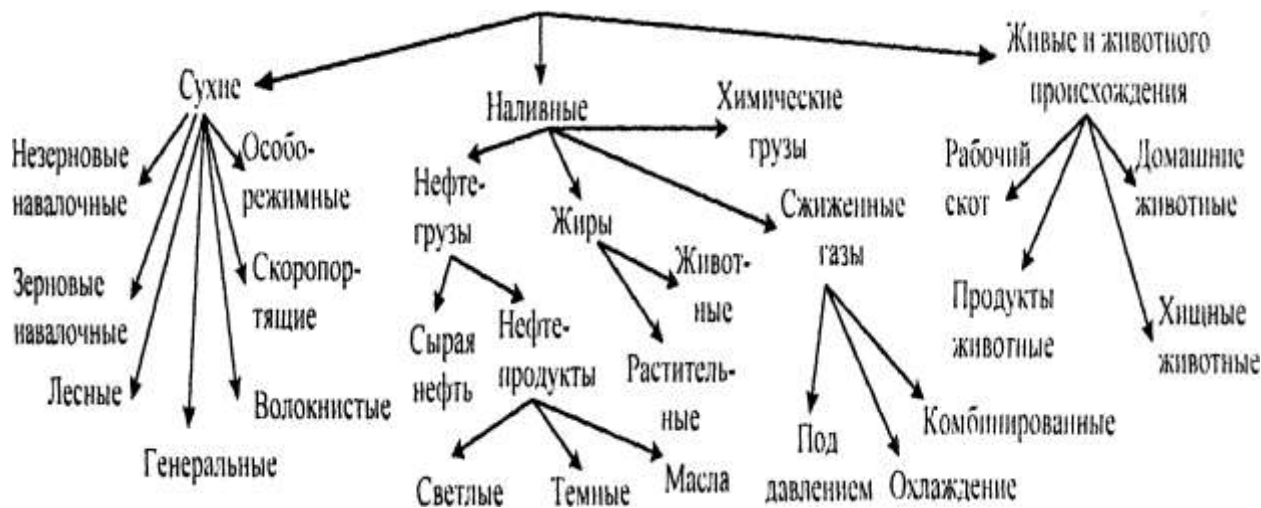 Сухие
Незерновые
навалочные
Особо-
режимные
Зерновые
навалочные
Скоропор-
тящие
Лесные
Волокнистые
Генеральные
Наливные
Химические
грузы
Нефте-
грузы
Жиры
Сжиженные
газы
Сырая
нефть
Нефте-
продукты
Живот-
ные
Раститель-
ные
Светлые
Темные
Масла
Под
давлением
Охлаждение
Комбинированные
Живые и животного
происхождения
Рабочий
скот
Домашние
животные
Продукты
животные
Хищные
животные